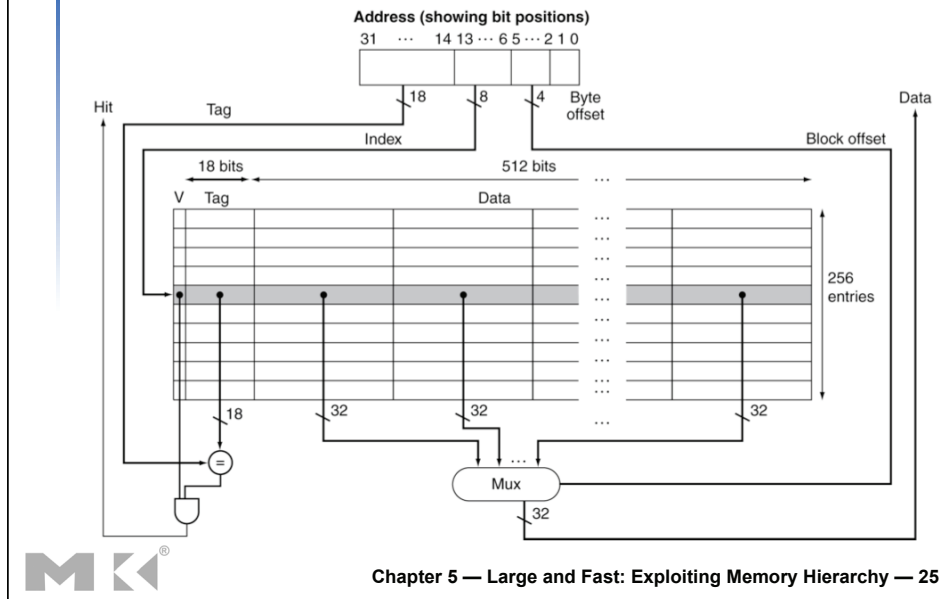 Address (showing bit positions)
31 ··· 14 13 ··· 6 5 ··· 2 1 0
18 8 4 Byte offset
Hit
Tag
Data
Index
Block offset
18 bits
512 bits
...
V Tag
Data
...
...
...
...
...
...
...
...
...
...
256 entries
18
32
32
...
32
=
...
Mux
32
MK®
Chapter 5 — Large and Fast: Exploiting Memory Hierarchy — 25